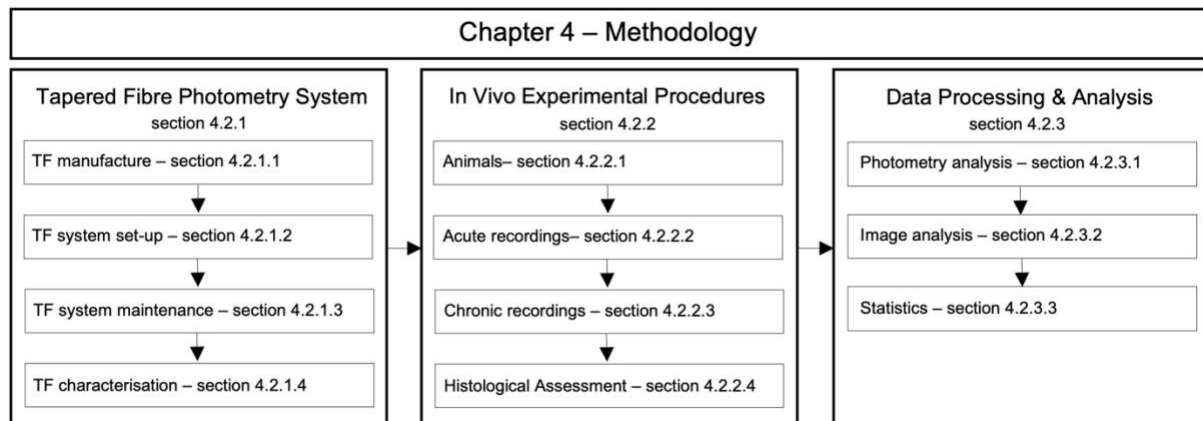 Chapter 4 – Methodology
Tapered Fibre Photometry System
section 4.2.1
TF manufacture – section 4.2.1.1
TF system set-up – section 4.2.1.2
TF system maintenance – section 4.2.1.3
TF characterisation – section 4.2.1.4
In Vivo Experimental Procedures
section 4.2.2
Animals– section 4.2.2.1
Acute recordings– section 4.2.2.2
Chronic recordings – section 4.2.2.3
Histological Assessment – section 4.2.2.4
Data Processing & Analysis
section 4.2.3
Photometry analysis – section 4.2.3.1
Image analysis – section 4.2.3.2
Statistics – section 4.2.3.3